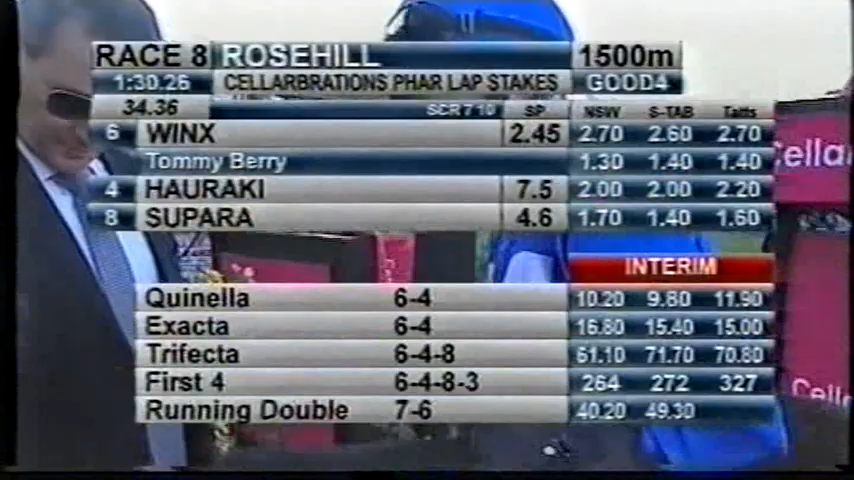 RACE 8 ROSEHILL 1500m
1:30.26 CELLARBRATIONS PHAR LAP STAKES GOOD4
34.36 SCR 7 10 SP NSW S-TAB Tatts
6 WINX 2.45 2.70 2.60 2.70
Tommy Berry 1.30 1.40 1.40
4 HAURAKI 7.5 2.00 2.00 2.20
8 SUPARA 4.6 1.70 1.40 1.60
Cella
INTERIM
Quinella 6-4 10.20 9.80 11.90
Exacta 6-4 16.80 15.40 15.00
Trifecta 6-4-8 61.10 71.70 70.80
First 4 6-4-8-3 264 272 327
Cella
Running Double 7-6 40.20 49.30